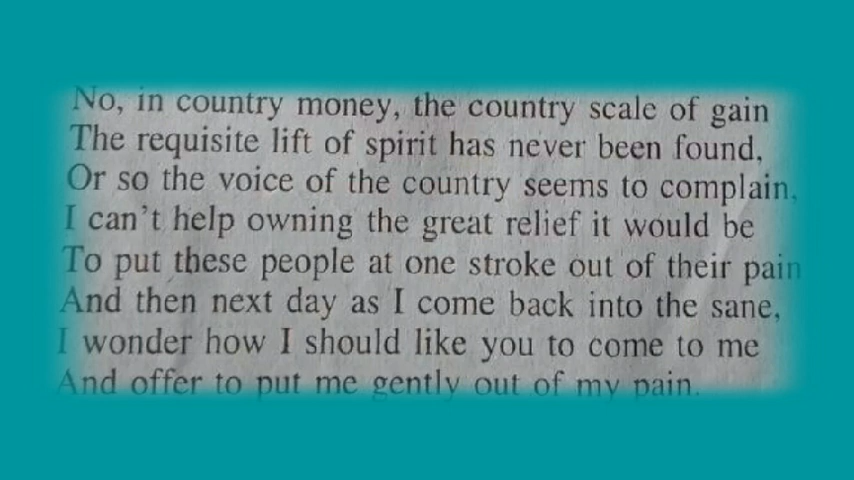 No, in country money, the country scale of gain
The requisite lift of spirit has never been found,
Or so the voice of the country seems to complain.
I can't help owning the great relief it would be
To put these people at one stroke out of their pain
And then next day as I come back into the sane,
I wonder how I should like you to come to me
And offer to put me gently out of my pain.